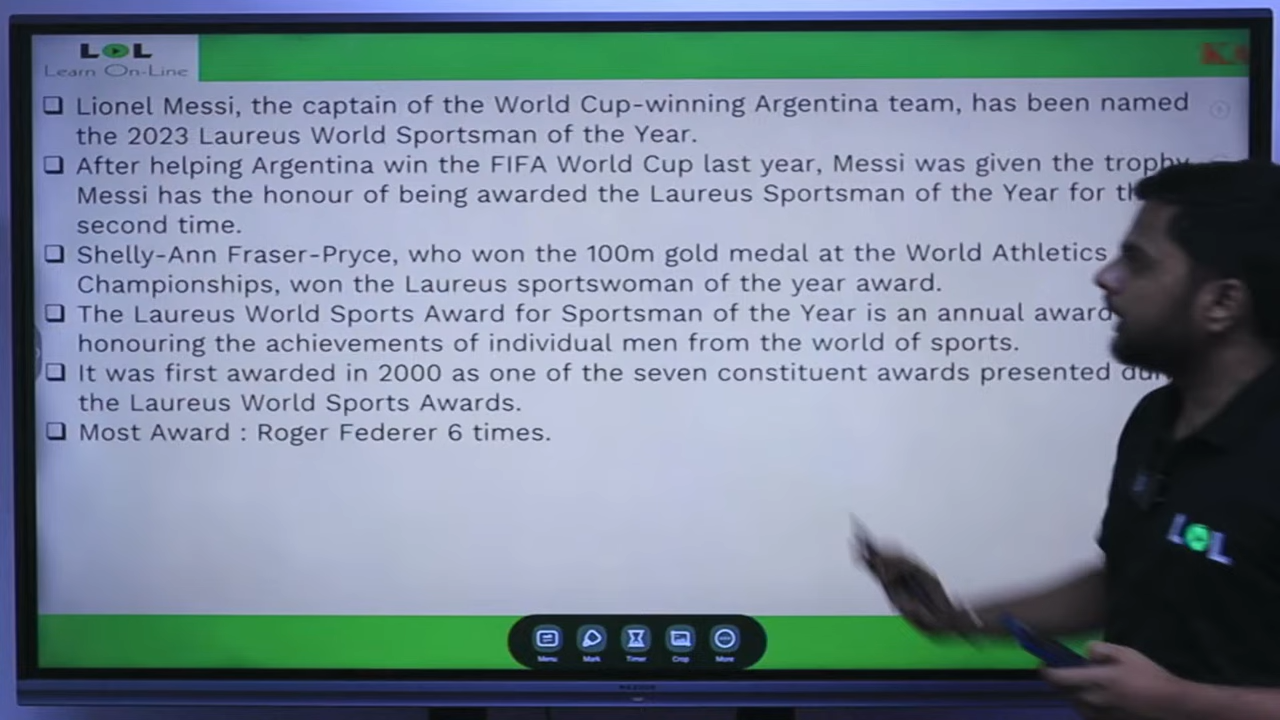 LOL
Learn On-Line
Lionel Messi, the captain of the World Cup-winning Argentina team, has been named
the 2023 Laureus World Sportsman of the Year.
After helping Argentina win the FIFA World Cup last year, Messi was given the trophy
Messi has the honour of being awarded the Laureus Sportsman of the Year for
second time.
Shelly-Ann Fraser-Pryce, who won the 100m gold medal at the World Athletics
Championships, won the Laureus sportswoman of the year award.
The Laureus World Sports Award for Sportsman of the Year is an annual award
honouring the achievements of individual men from the world of sports.
It was first awarded in 2000 as one of the seven constituent awards presented
the Laureus World Sports Awards.
Most Award : Roger Federer 6 times.
LOL
Menu Mark Timer Crop More